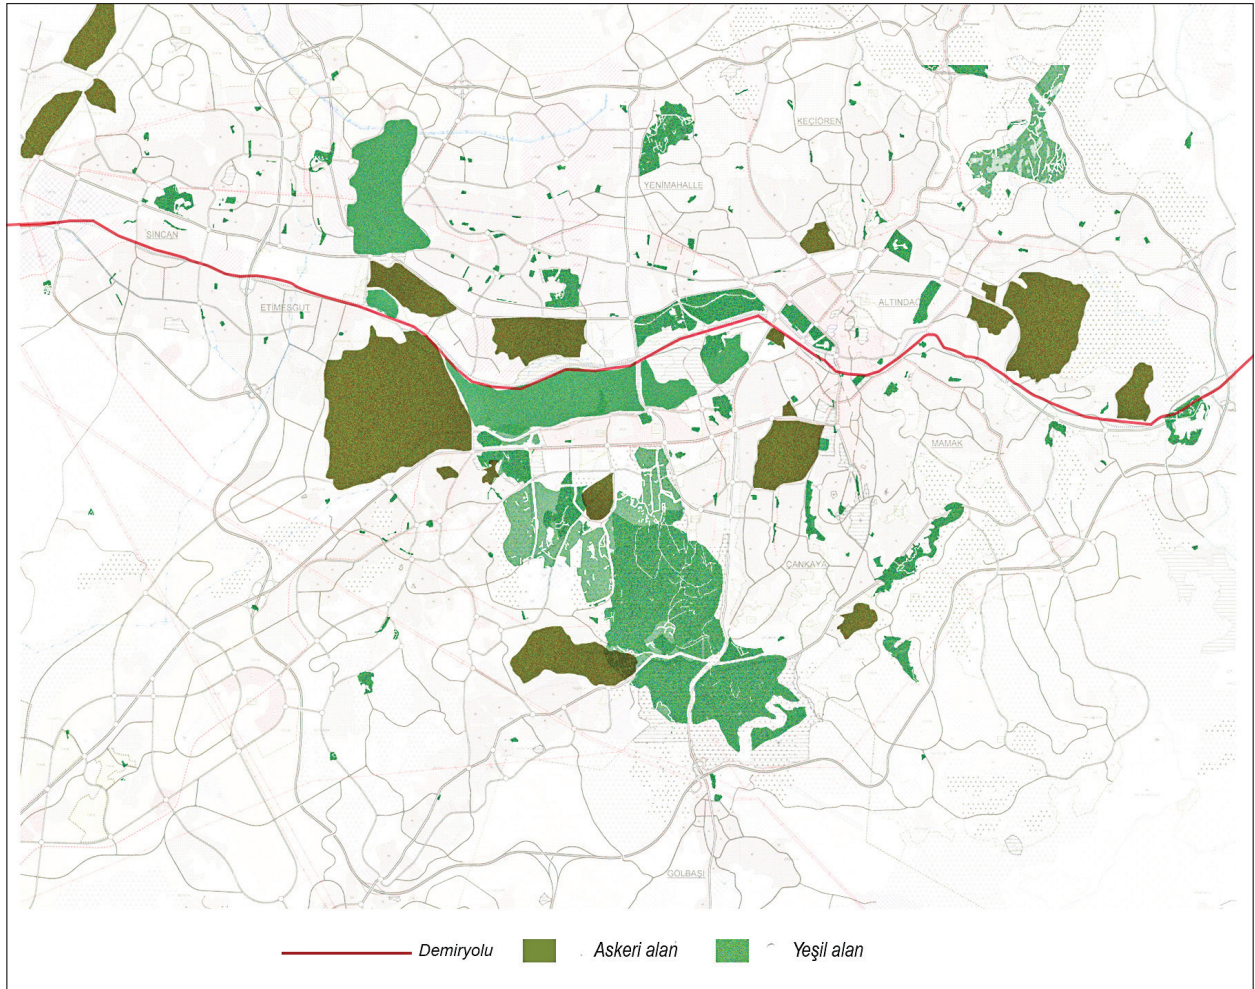 KEÇİÖREN
YENİMAHALLE
SİNCAN
ETİMESGUT
ALTINDAĞ
MAMAK
ÇANKAYA
GÖLBAŞI
Demiryolu
Askeri alan
Yeşil alan